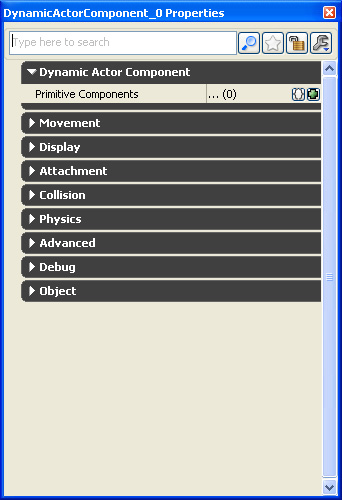 DynamicActorComponent_0 Properties
Type here to search
Dynamic Actor Component
Primitive Components ... (0)
Movement
Display
Attachment
Collision
Physics
Advanced
Debug
Object